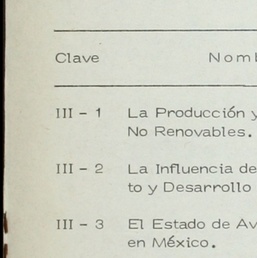 Clave Nom
III - 1 La Producción y
No Renovables.
III - 2 La Influencia de
to y Desarrollo
III - 3 El Estado de Av
en México.